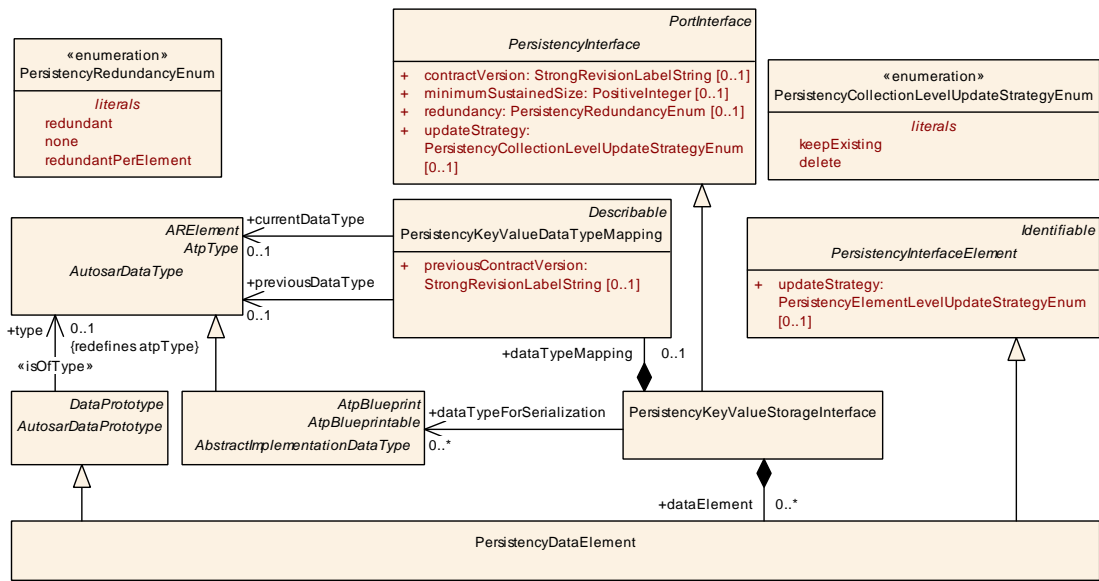 «enumeration»
PersistencyRedundancyEnum
literals
redundant
none
redundantPerElement
PortInterface
PersistencyInterface
+ contractVersion: StrongRevisionLabelString [0..1]
+ minimumSustainedSize: PositiveInteger [0..1]
+ redundancy: PersistencyRedundancyEnum [0..1]
+ updateStrategy:
PersistencyCollectionLevelUpdateStrategyEnum
[0..1]
«enumeration»
PersistencyCollectionLevelUpdateStrategyEnum
literals
keepExisting
delete
ARElement
AtpType
AutosarDataType
+currentDataType
0..1
+previousDataType
0..1
Describable
PersistencyKeyValueDataTypeMapping
+ previousContractVersion:
StrongRevisionLabelString [0..1]
Identifiable
PersistencyInterfaceElement
+ updateStrategy:
PersistencyElementLevelUpdateStrategyEnum
[0..1]
+type
0..1
{redefines atpType}
«isOfType»
+dataTypeMapping
0..1
DataPrototype
AutosarDataPrototype
AtpBlueprint
AtpBlueprintable
AbstractImplementationDataType
+dataTypeForSerialization
0..*
PersistencyKeyValueStorageInterface
+dataElement
0..*
PersistencyDataElement